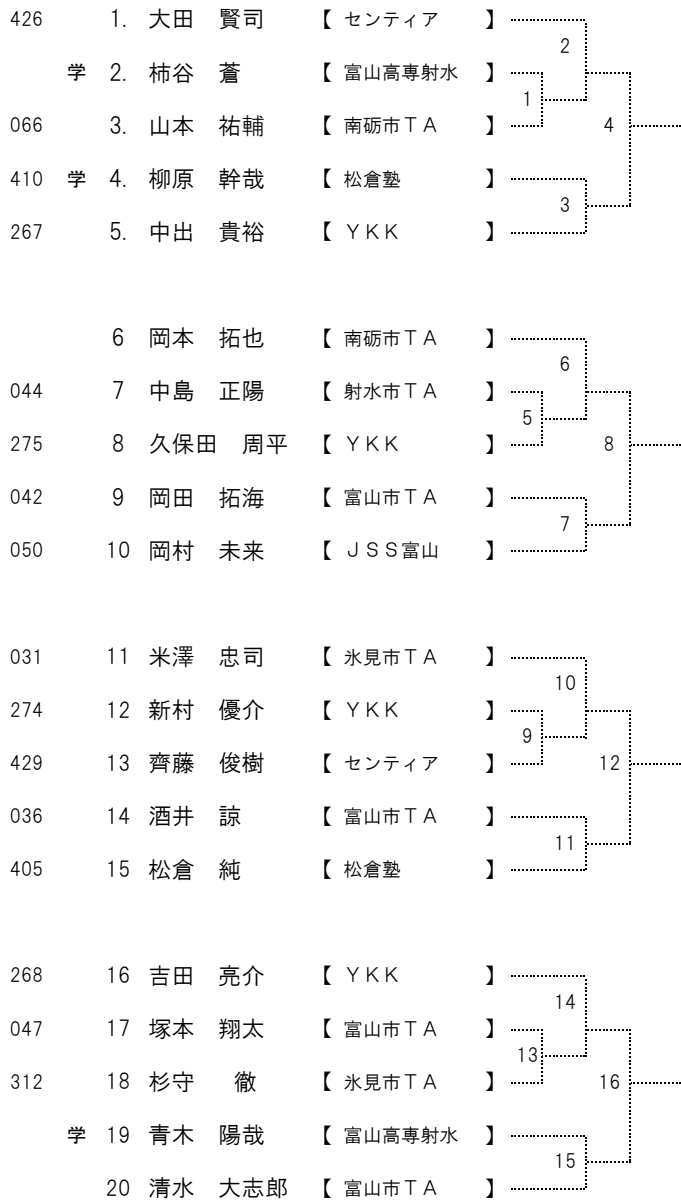 426 1. 大田 賢司 【 センティア 】
2
学 2. 柿谷 蒼 【 富山高専射水 】
1
066 3. 山本 祐輔 【 南砺市ＴＡ 】 4
410 学 4. 柳原 幹哉 【 松倉塾 】
3
267 5. 中出 貴裕 【 ＹＫＫ 】
6 岡本 拓也 【 南砺市ＴＡ 】
6
044 7 中島 正陽 【 射水市ＴＡ 】
5
275 8 久保田 周平 【 ＹＫＫ 】 8
042 9 岡田 拓海 【 富山市ＴＡ 】
7
050 10 岡村 未来 【 ＪＳＳ富山 】
031 11 米澤 忠司 【 氷見市ＴＡ 】
10
274 12 新村 優介 【 ＹＫＫ 】
9
429 13 齊藤 俊樹 【 センティア 】 12
036 14 酒井 諒 【 富山市ＴＡ 】
11
405 15 松倉 純 【 松倉塾 】
268 16 吉田 亮介 【 ＹＫＫ 】
14
047 17 塚本 翔太 【 富山市ＴＡ 】
13
312 18 杉守 徹 【 氷見市ＴＡ 】 16
学 19 青木 陽哉 【 富山高専射水 】
15
20 清水 大志郎 【 富山市ＴＡ 】